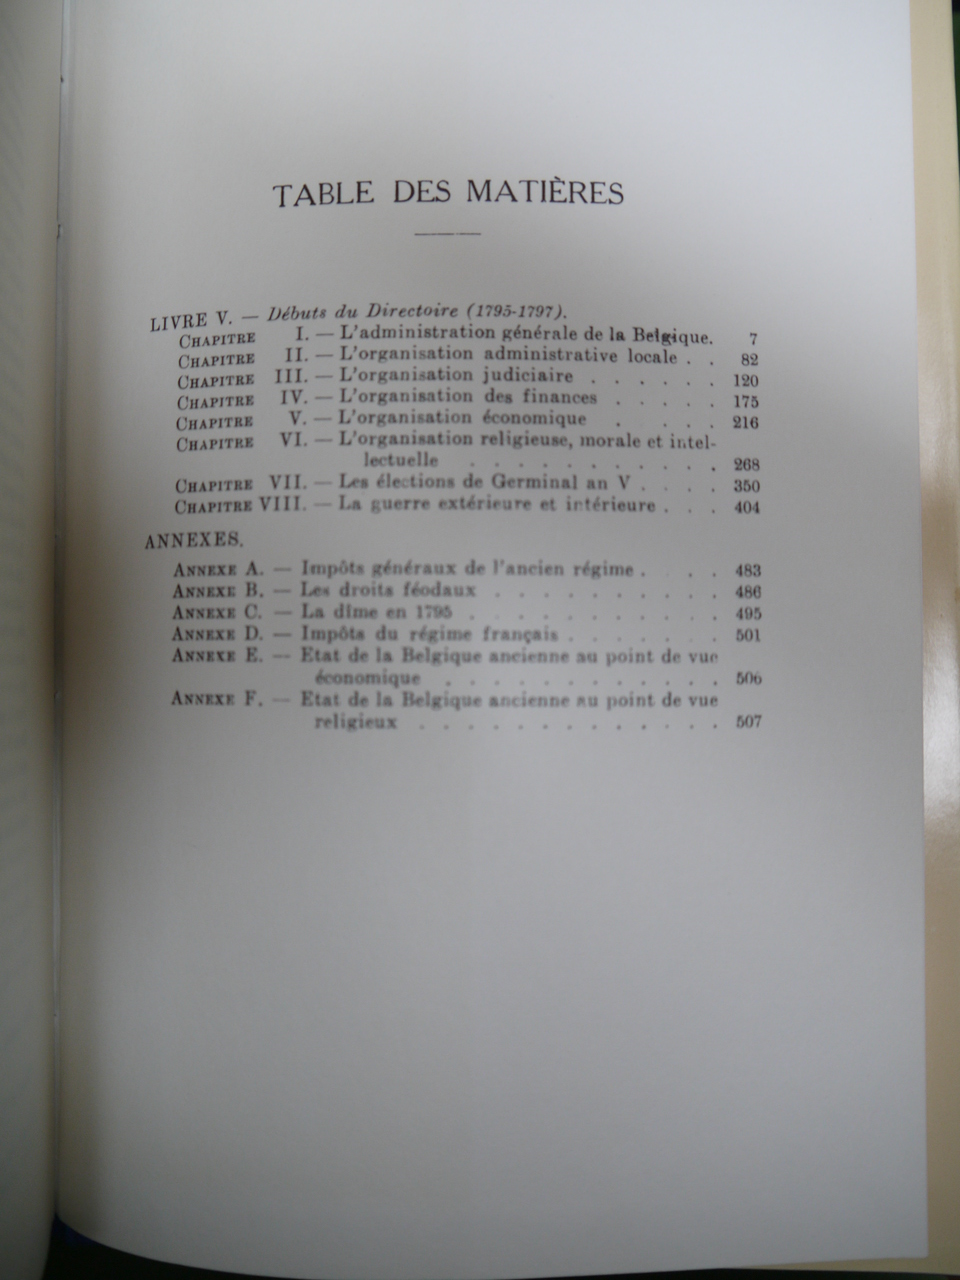 TABLE DES MATIÈRES
LIVRE V. — Débuts du Directoire (1795-1797).
CHAPITRE I. — L'administration générale de la Belgique. 7
CHAPITRE II. — L'organisation administrative locale . . 82
CHAPITRE III. — L'organisation judiciaire . . . . . . 120
CHAPITRE IV. — L'organisation des finances . . . . . 175
CHAPITRE V. — L'organisation économique . . . . 216
CHAPITRE VI. — L'organisation religieuse, morale et intel-
lectuelle . . . . . . . . . . . 268
CHAPITRE VII. — Les élections de Germinal an V . . . . 350
CHAPITRE VIII. — La guerre extérieure et intérieure . . . 404
ANNEXES.
ANNEXE A. — Impôts généraux de l'ancien régime . . . 483
ANNEXE B. — Les droits féodaux . . . . . . . . . . 486
ANNEXE C. — La dîme en 1795 . . . . . . . . . . . 495
ANNEXE D. — Impôts du régime français . . . . . . . 501
ANNEXE E. — Etat de la Belgique ancienne au point de vue
économique . . . . . . . . . . . . 506
ANNEXE F. — Etat de la Belgique ancienne au point de vue
religieux . . . . . . . . . . . . . 507